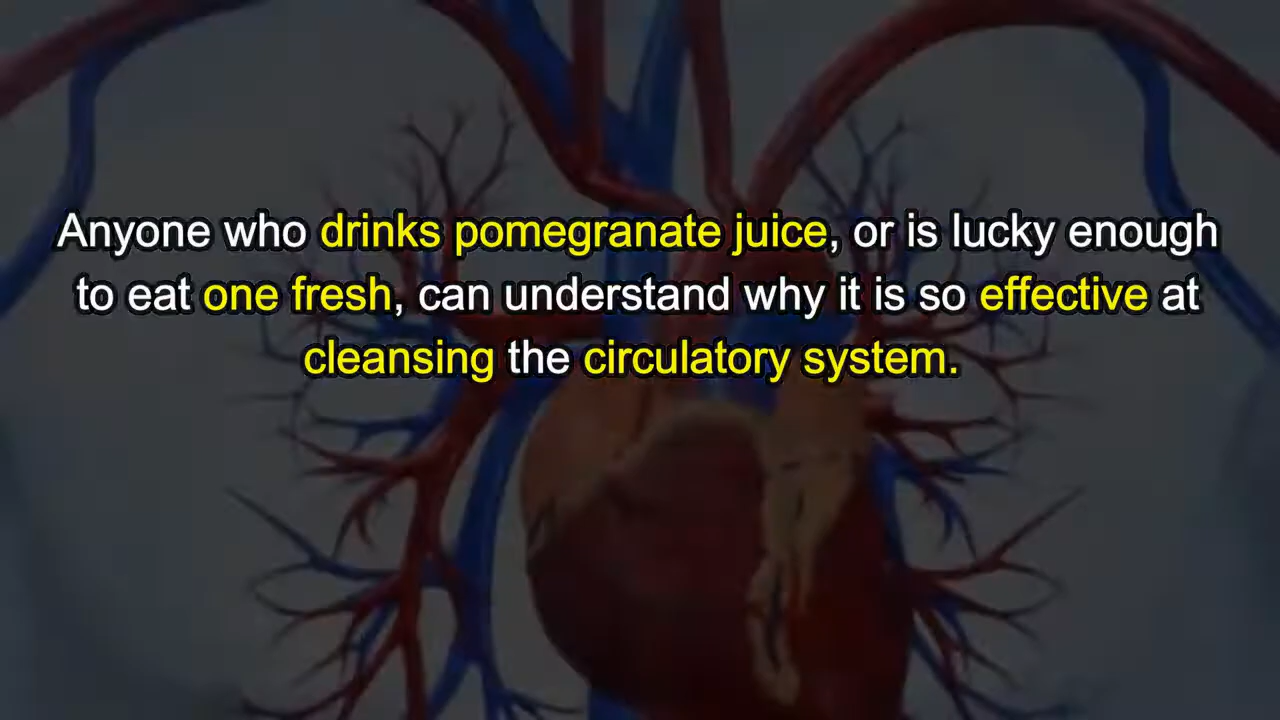 Anyone who drinks pomegranate juice, or is lucky enough
to eat one fresh, can understand why it is so effective at
cleansing the circulatory system.